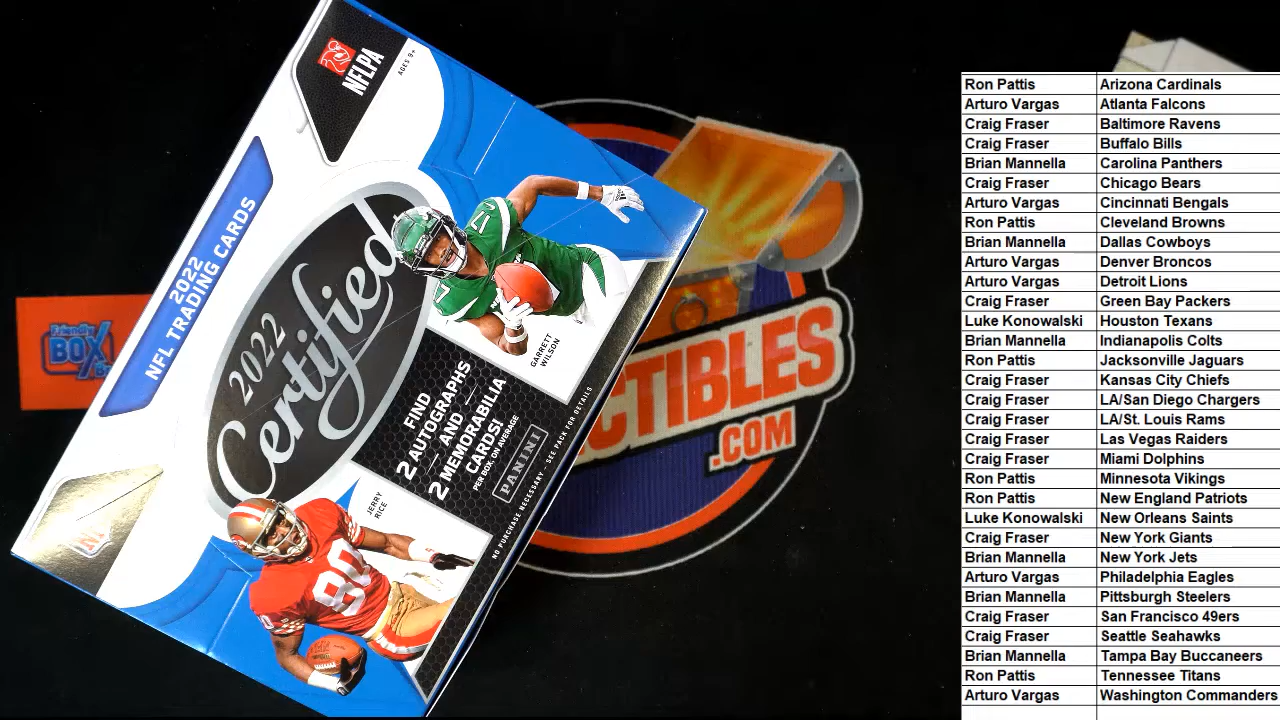 NFLPA
AGES 9+
2022
NFL TRADING CARDS
2022
Certified
GARRETT
WILSON
FIND
2 AUTOGRAPHS
AND
2 MEMORABILIA
CARDS!
PER BOX, ON AVERAGE
PANINI
NO PURCHASE NECESSARY - SEE PACK FOR DETAILS
JERRY
RICE
Friendly
BOX
CTIBLES
.COM
Ron Pattis Arizona Cardinals
Arturo Vargas Atlanta Falcons
Craig Fraser Baltimore Ravens
Craig Fraser Buffalo Bills
Brian Mannella Carolina Panthers
Craig Fraser Chicago Bears
Arturo Vargas Cincinnati Bengals
Ron Pattis Cleveland Browns
Brian Mannella Dallas Cowboys
Arturo Vargas Denver Broncos
Arturo Vargas Detroit Lions
Craig Fraser Green Bay Packers
Luke Konowalski Houston Texans
Brian Mannella Indianapolis Colts
Ron Pattis Jacksonville Jaguars
Craig Fraser Kansas City Chiefs
Craig Fraser LA/San Diego Chargers
Craig Fraser LA/St. Louis Rams
Craig Fraser Las Vegas Raiders
Craig Fraser Miami Dolphins
Ron Pattis Minnesota Vikings
Ron Pattis New England Patriots
Luke Konowalski New Orleans Saints
Craig Fraser New York Giants
Brian Mannella New York Jets
Arturo Vargas Philadelphia Eagles
Brian Mannella Pittsburgh Steelers
Craig Fraser San Francisco 49ers
Craig Fraser Seattle Seahawks
Brian Mannella Tampa Bay Buccaneers
Ron Pattis Tennessee Titans
Arturo Vargas Washington Commanders
80